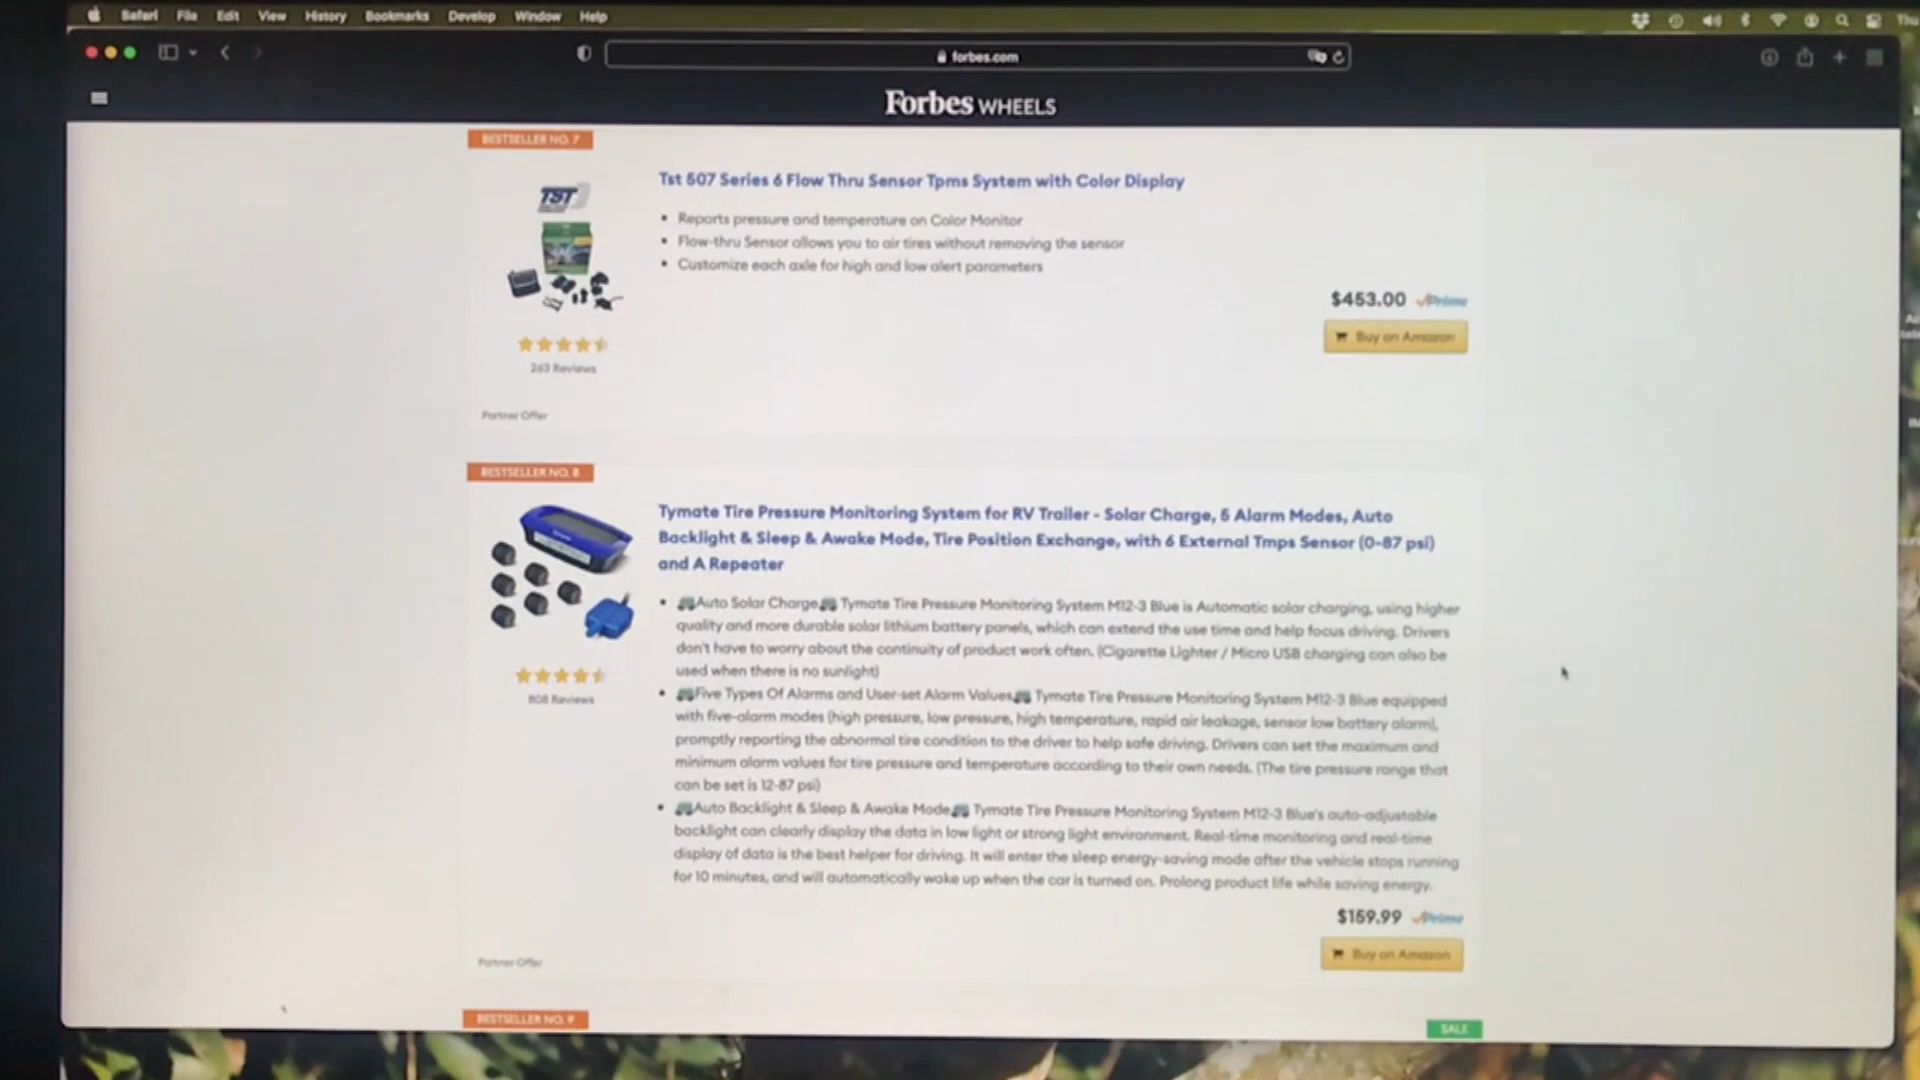 Safari File Edit View History Bookmarks Develop Window Help
Thu
forbes.com
Forbes WHEELS
BESTSELLER NO. 7
TST
Tst 507 Series 6 Flow Thru Sensor Tpms System with Color Display
• Reports pressure and temperature on Color Monitor
• Flow-thru Sensor allows you to air tires without removing the sensor
• Customize each axle for high and low alert parameters
$453.00 Prime
Buy on Amazon
263 Reviews
Partner Offer
BESTSELLER NO. 8
Tymate Tire Pressure Monitoring System for RV Trailer - Solar Charge, 5 Alarm Modes, Auto
Backlight & Sleep & Awake Mode, Tire Position Exchange, with 6 External Tmps Sensor (0-87 psi)
and A Repeater
• Auto Solar Charge Tymate Tire Pressure Monitoring System M12-3 Blue is Automatic solar charging, using higher
quality and more durable solar lithium battery panels, which can extend the use time and help focus driving. Drivers
don't have to worry about the continuity of product work often. (Cigarette Lighter / Micro USB charging can also be
used when there is no sunlight)
• Five Types Of Alarms and User-set Alarm Values Tymate Tire Pressure Monitoring System M12-3 Blue equipped
with five-alarm modes (high pressure, low pressure, high temperature, rapid air leakage, sensor low battery alarm),
promptly reporting the abnormal tire condition to the driver to help safe driving. Drivers can set the maximum and
minimum alarm values for tire pressure and temperature according to their own needs. (The tire pressure range that
can be set is 12-87 psi)
• Auto Backlight & Sleep & Awake Mode Tymate Tire Pressure Monitoring System M12-3 Blue's auto-adjustable
backlight can clearly display the data in low light or strong light environment. Real-time monitoring and real-time
display of data is the best helper for driving. It will enter the sleep energy-saving mode after the vehicle stops running
for 10 minutes, and will automatically wake up when the car is turned on. Prolong product life while saving energy.
808 Reviews
$159.99 Prime
Buy on Amazon
Partner Offer
BESTSELLER NO. 9
SALE